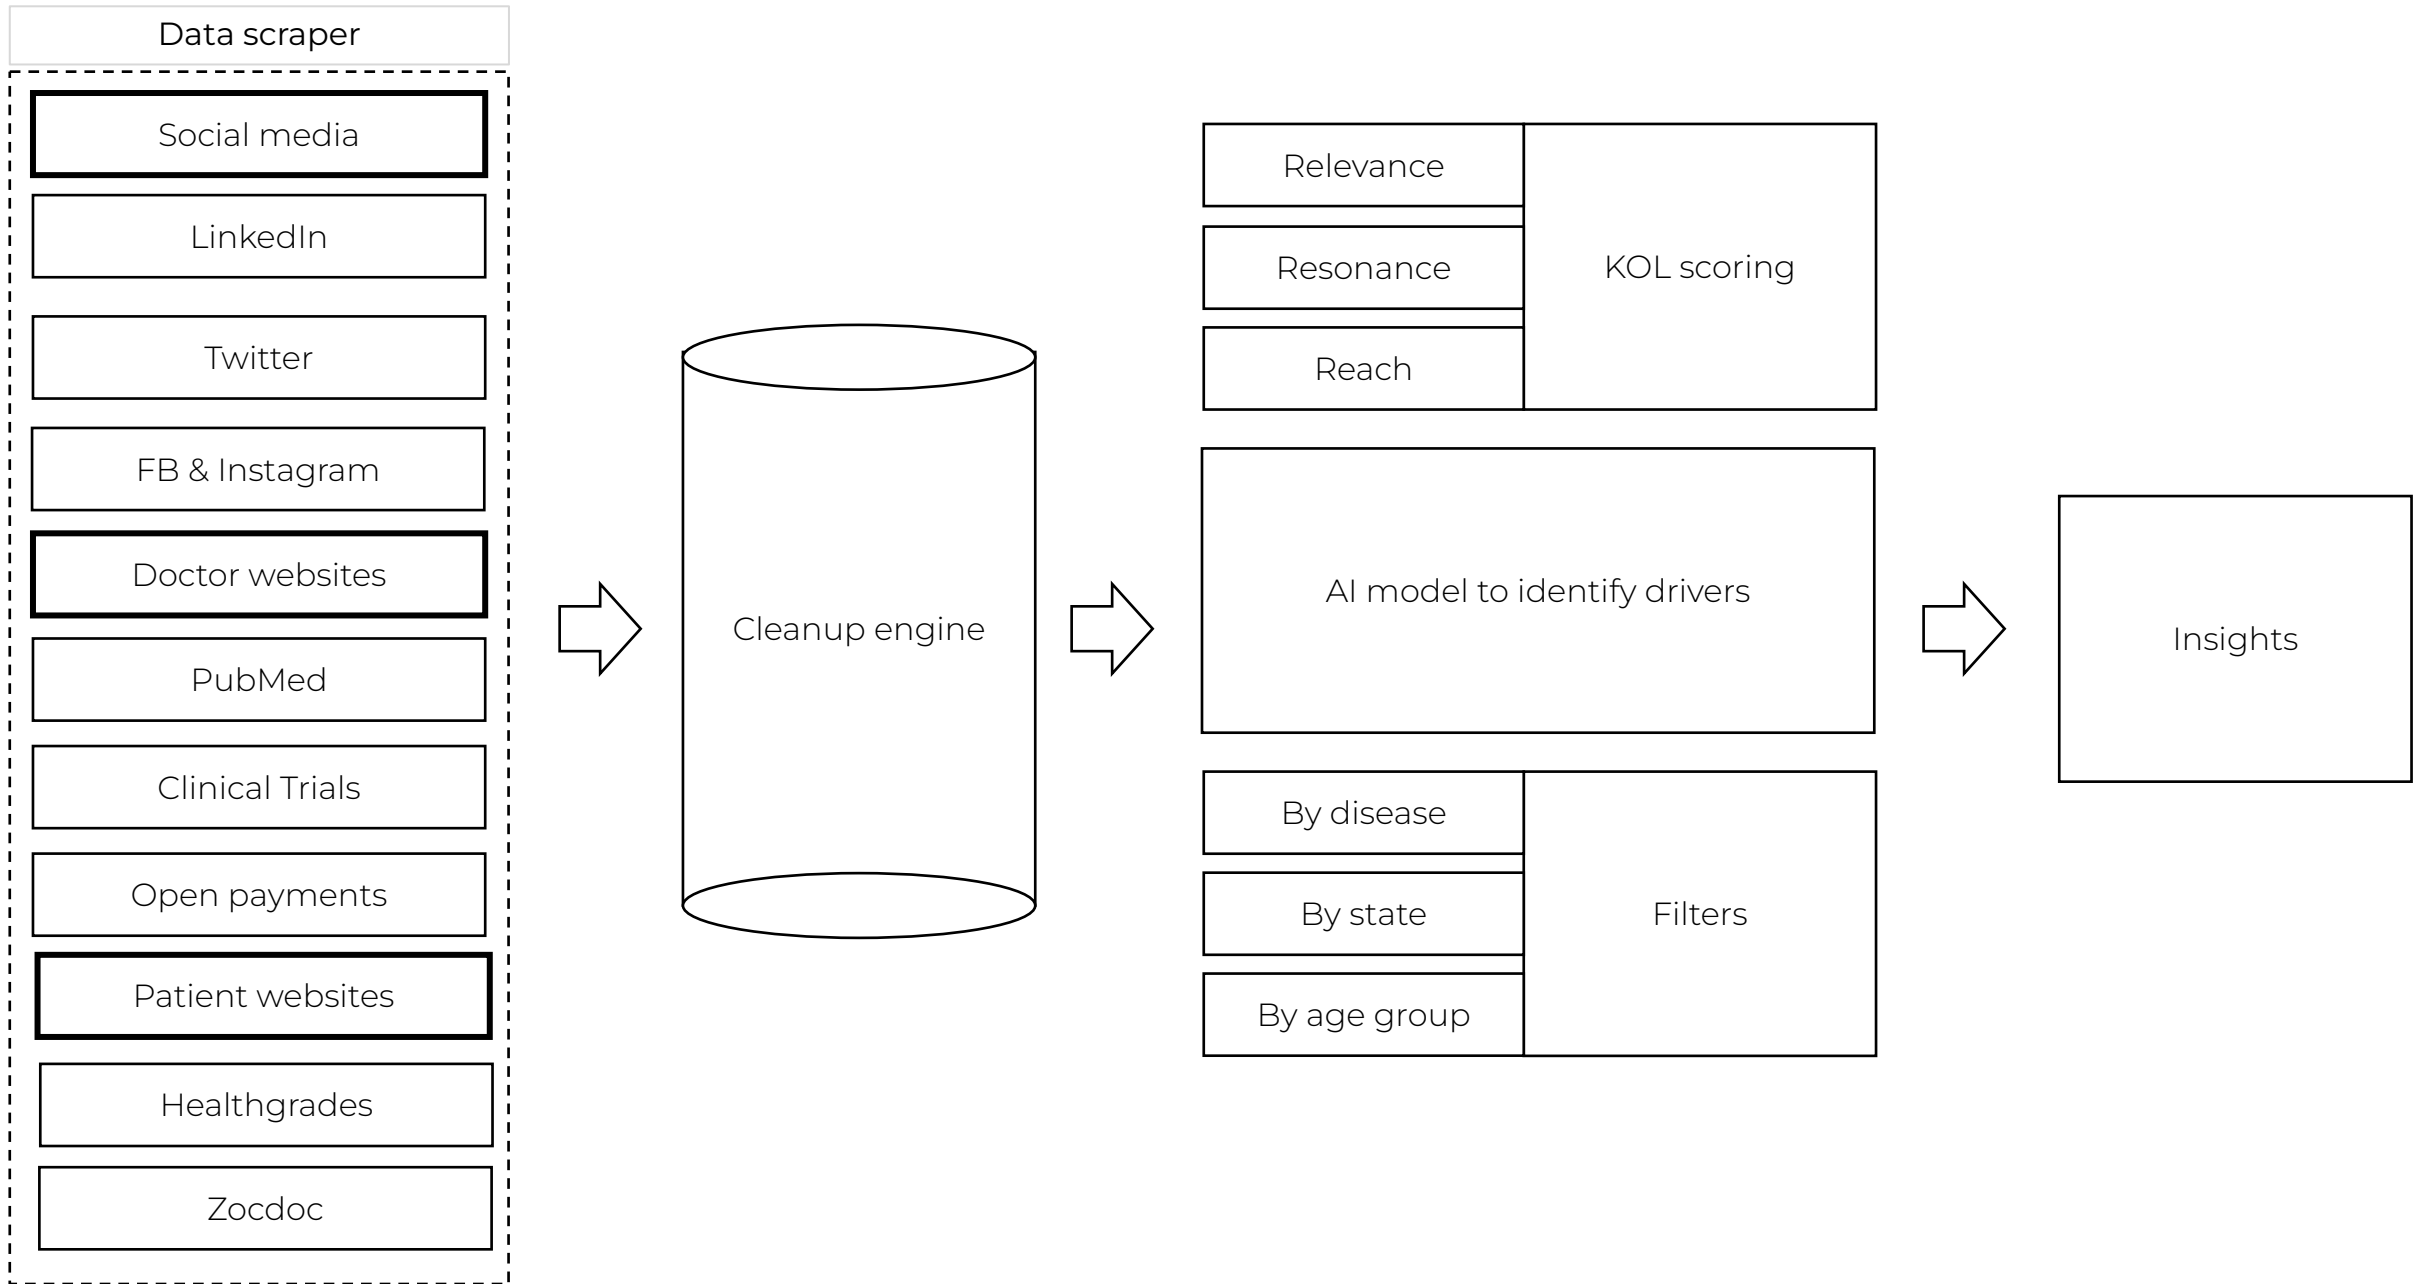 Data scraper
Social media
LinkedIn
Twitter
FB & Instagram
Doctor websites
PubMed
Clinical Trials
Open payments
Patient websites
Healthgrades
Zocdoc
Cleanup engine
Relevance
Resonance
Reach
KOL scoring
AI model to identify drivers
By disease
By state
By age group
Filters
Insights